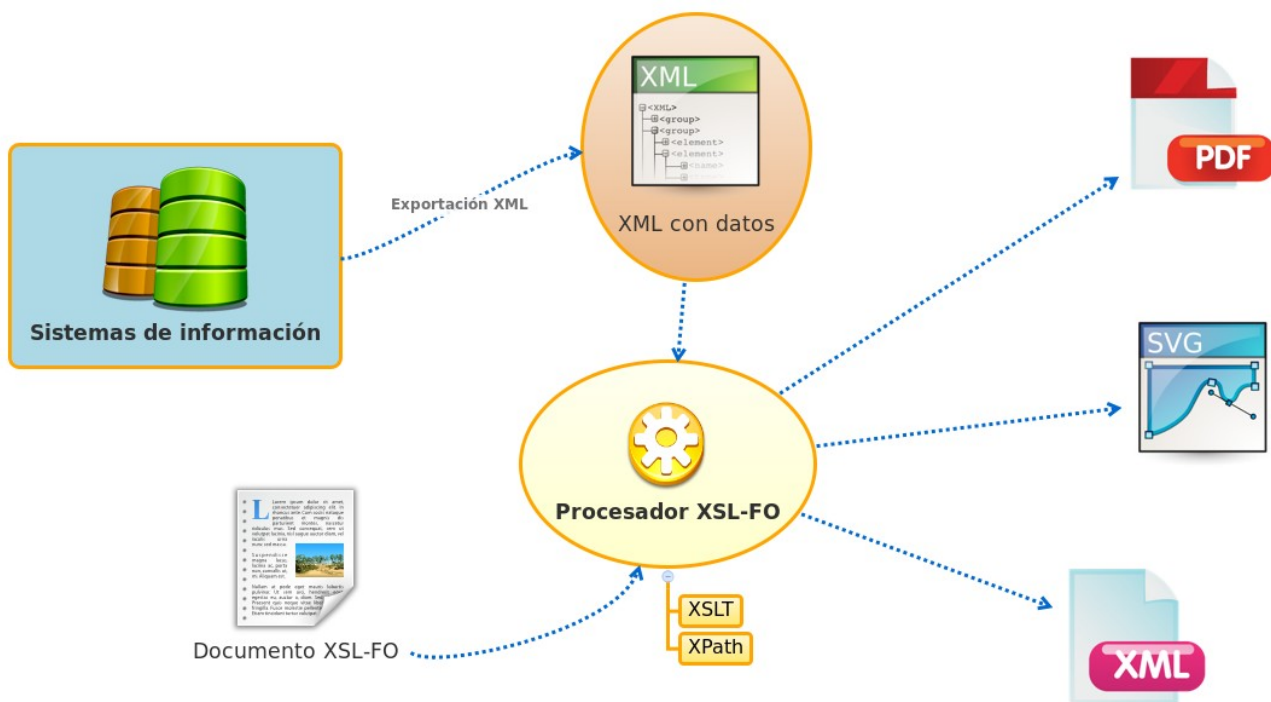 XML
<XML>
<group>
<group>
<element>
<element>
<name>
XML con datos
PDF
Exportación XML
Sistemas de información
SVG
Procesador XSL-FO
XSLT
XPath
Documento XSL-FO
XML